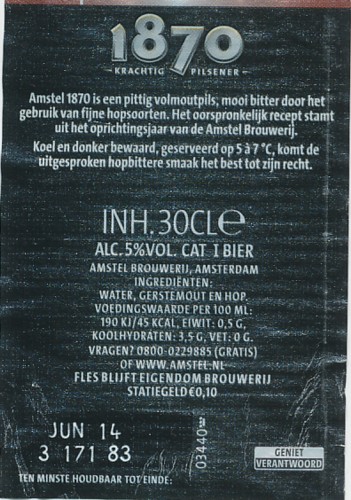 1870
KRACHTIG PILSENER
Amstel 1870 is een pittig volmoutpils, mooi bitter door het
gebruik van fijne hopsoorten. Het oorspronkelijk recept stamt
uit het oprichtingsjaar van de Amstel Brouwerij.
Koel en donker bewaard, geserveerd op 5 à 7 °C, komt de
uitgesproken hopbittere smaak het best tot zijn recht.
INH. 30CL℮
ALC. 5%VOL. CAT I BIER
AMSTEL BROUWERIJ, AMSTERDAM
INGREDIËNTEN:
WATER, GERSTEMOUT EN HOP.
VOEDINGSWAARDE PER 100 ML:
190 KJ/45 KCAL, EIWIT: 0,5 G,
KOOLHYDRATEN: 3,5 G, VET: 0 G.
VRAGEN? 0800-0229885 (GRATIS)
OF WWW.AMSTEL.NL
FLES BLIJFT EIGENDOM BROUWERIJ
STATIEGELD €0,10
JUN 14
3 171 83
03440
GENIET
VERANTWOORD
TEN MINSTE HOUDBAAR TOT EINDE: